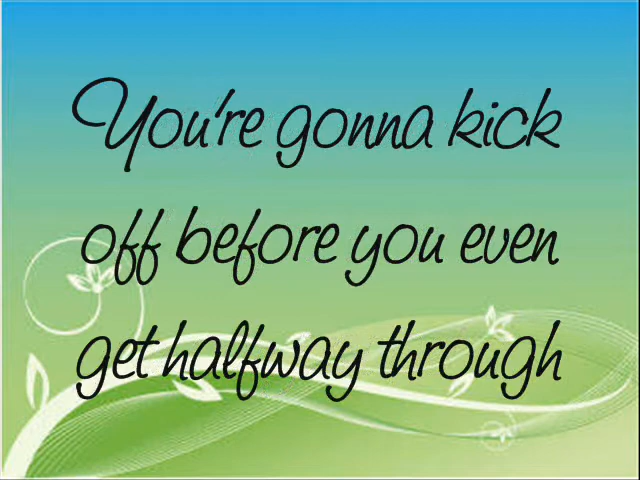 You're gonna kick
off before you even
get halfway through